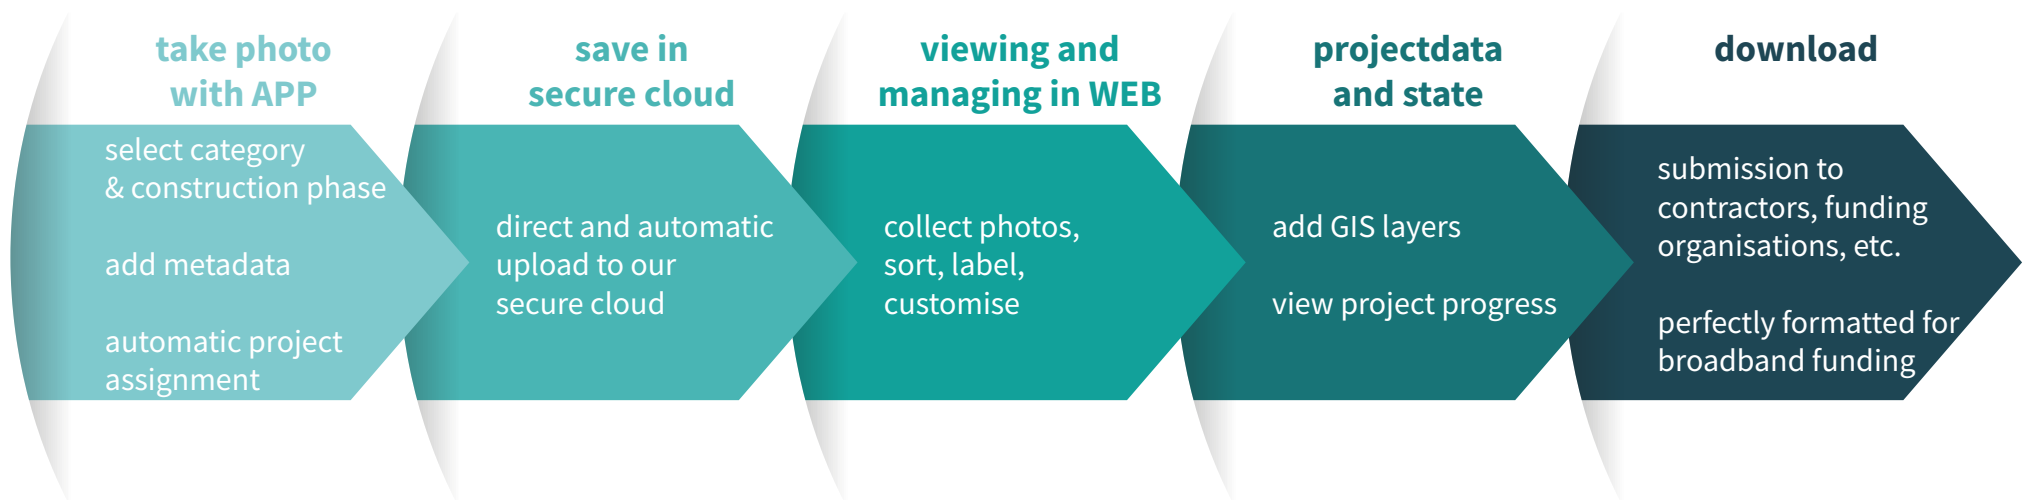 take photo
with APP
select category
& construction phase
add metadata
automatic project
assignment
save in
secure cloud
direct and automatic
upload to our
secure cloud
viewing and
managing in WEB
collect photos,
sort, label,
customise
projectdata
and state
add GIS layers
view project progress
download
submission to
contractors, funding
organisations, etc.
perfectly formatted for
broadband funding